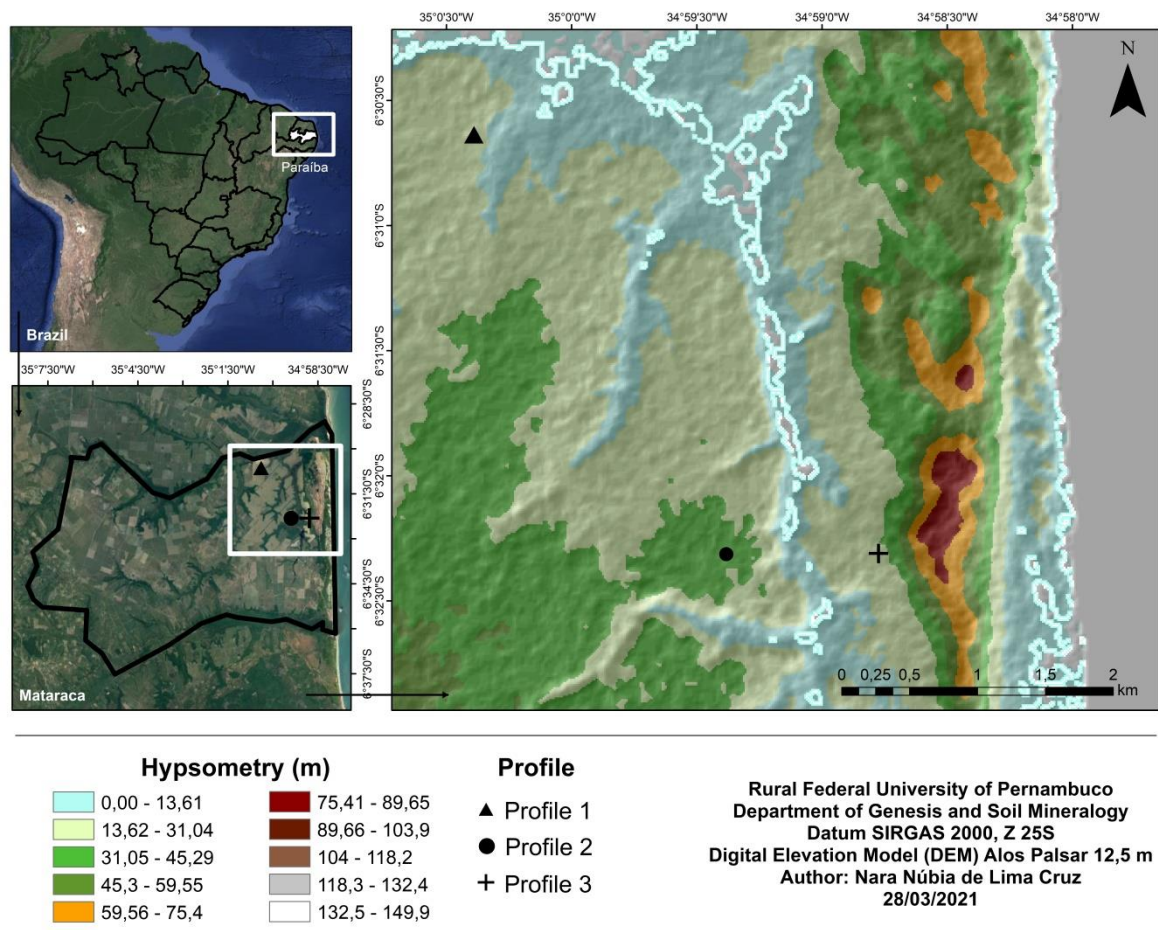 Paraíba
Brazil
35°77'30"W 35°4'30"W 35°1'30"W 34°58'30"W
6°28'30"S
6°31'30"S
6°34'30"S
6°37'30"S
Mataraca
35°0'30"W 35°0'0"W 34°59'30"W 34°59'0"W 34°58'30"W 34°58'0"W
6°30'30"S
6°31'0"S
6°31'30"S
6°32'0"S
6°32'30"S
N
0 0,25 0,5 1 1,5 2
km
Hypsometry (m)
0,00 - 13,61
13,62 - 31,04
31,05 - 45,29
45,3 - 59,55
59,56 - 75,4
75,41 - 89,65
89,66 - 103,9
104 - 118,2
118,3 - 132,4
132,5 - 149,9
Profile
Profile 1
Profile 2
Profile 3
Rural Federal University of Pernambuco
Department of Genesis and Soil Mineralogy
Datum SIRGAS 2000, Z 25S
Digital Elevation Model (DEM) Alos Palsar 12,5 m
Author: Nara Núbia de Lima Cruz
28/03/2021